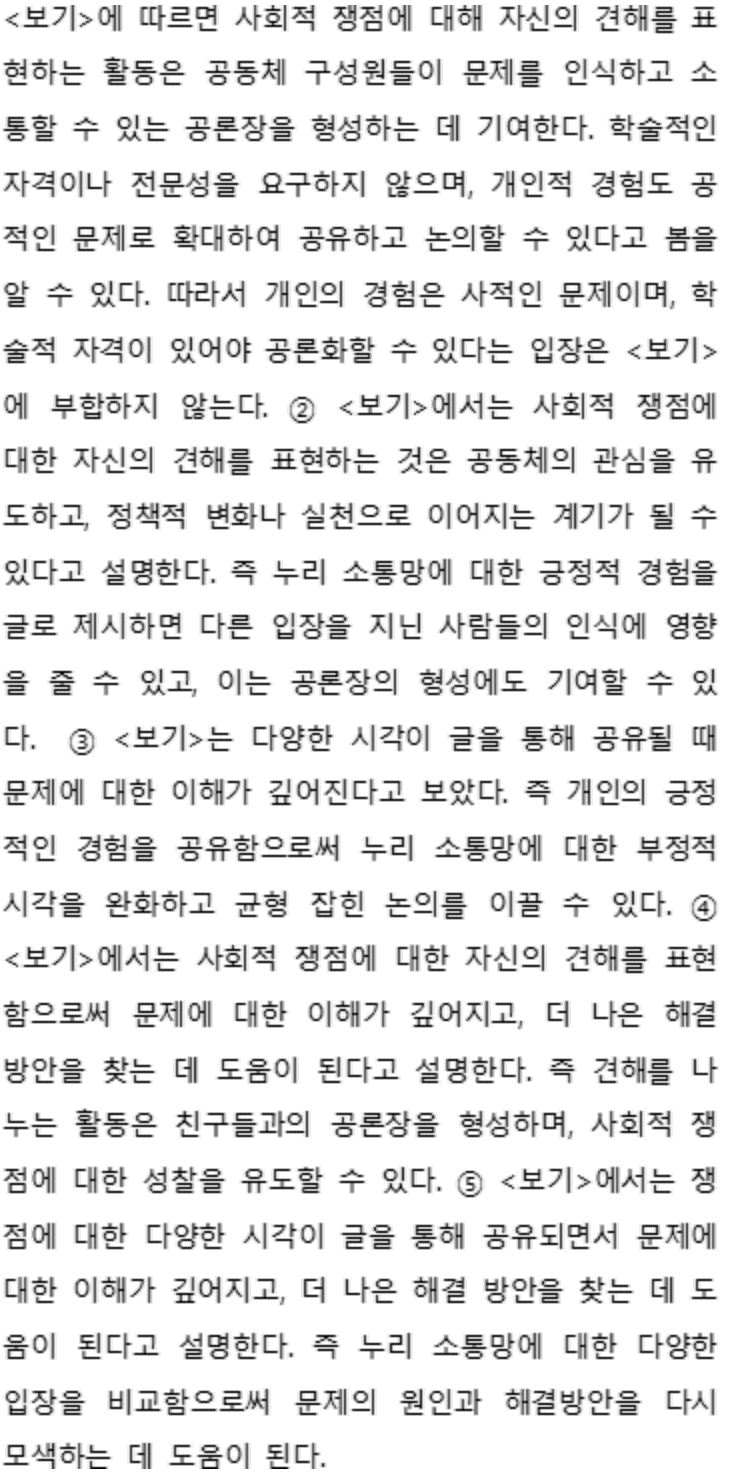 <보기>에 따르면 사회적 쟁점에 대해 자신의 견해를 표
현하는 활동은 공동체 구성원들이 문제를 인식하고 소
통할 수 있는 공론장을 형성하는 데 기여한다. 학술적인
자격이나 전문성을 요구하지 않으며, 개인적 경험도 공
적인 문제로 확대하여 공유하고 논의할 수 있다고 봄을
알 수 있다. 따라서 개인의 경험은 사적인 문제이며, 학
술적 자격이 있어야 공론화할 수 있다는 입장은 <보기>
에 부합하지 않는다. ② <보기>에서는 사회적 쟁점에
대한 자신의 견해를 표현하는 것은 공동체의 관심을 유
도하고, 정책적 변화나 실천으로 이어지는 계기가 될 수
있다고 설명한다. 즉 누리 소통망에 대한 긍정적 경험을
글로 제시하면 다른 입장을 지닌 사람들의 인식에 영향
을 줄 수 있고, 이는 공론장의 형성에도 기여할 수 있
다. ③ <보기>는 다양한 시각이 글을 통해 공유될 때
문제에 대한 이해가 깊어진다고 보았다. 즉 개인의 긍정
적인 경험을 공유함으로써 누리 소통망에 대한 부정적
시각을 완화하고 균형 잡힌 논의를 이끌 수 있다. ④
<보기>에서는 사회적 쟁점에 대한 자신의 견해를 표현
함으로써 문제에 대한 이해가 깊어지고, 더 나은 해결
방안을 찾는 데 도움이 된다고 설명한다. 즉 견해를 나
누는 활동은 친구들과의 공론장을 형성하며, 사회적 쟁
점에 대한 성찰을 유도할 수 있다. ⑤ <보기>에서는 쟁
점에 대한 다양한 시각이 글을 통해 공유되면서 문제에
대한 이해가 깊어지고, 더 나은 해결 방안을 찾는 데 도
움이 된다고 설명한다. 즉 누리 소통망에 대한 다양한
입장을 비교함으로써 문제의 원인과 해결방안을 다시
모색하는 데 도움이 된다.